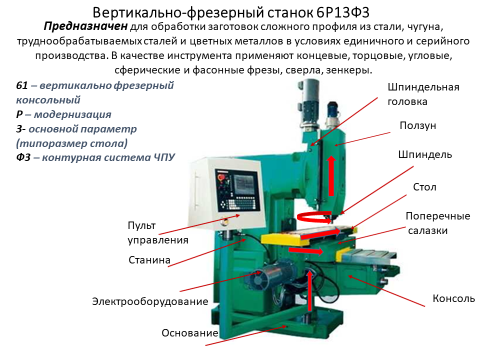 Вертикально-фрезерный станок 6Р13Ф3
Предназначен для обработки заготовок сложного профиля из стали, чугуна,
труднообрабатываемых сталей и цветных металлов в условиях единичного и серийного
производства. В качестве инструмента применяют концевые, торцовые, угловые,
сферические и фасонные фрезы, сверла, зенкеры.
61 – вертикально фрезерный
консольный
Р – модернизация
3- основной параметр
(типоразмер стола)
Ф3 – контурная система ЧПУ
Шпиндельная
головка
Ползун
Шпиндель
Стол
Поперечные
салазки
Консоль
Пульт
управления
Станина
Электрооборудование
Основание